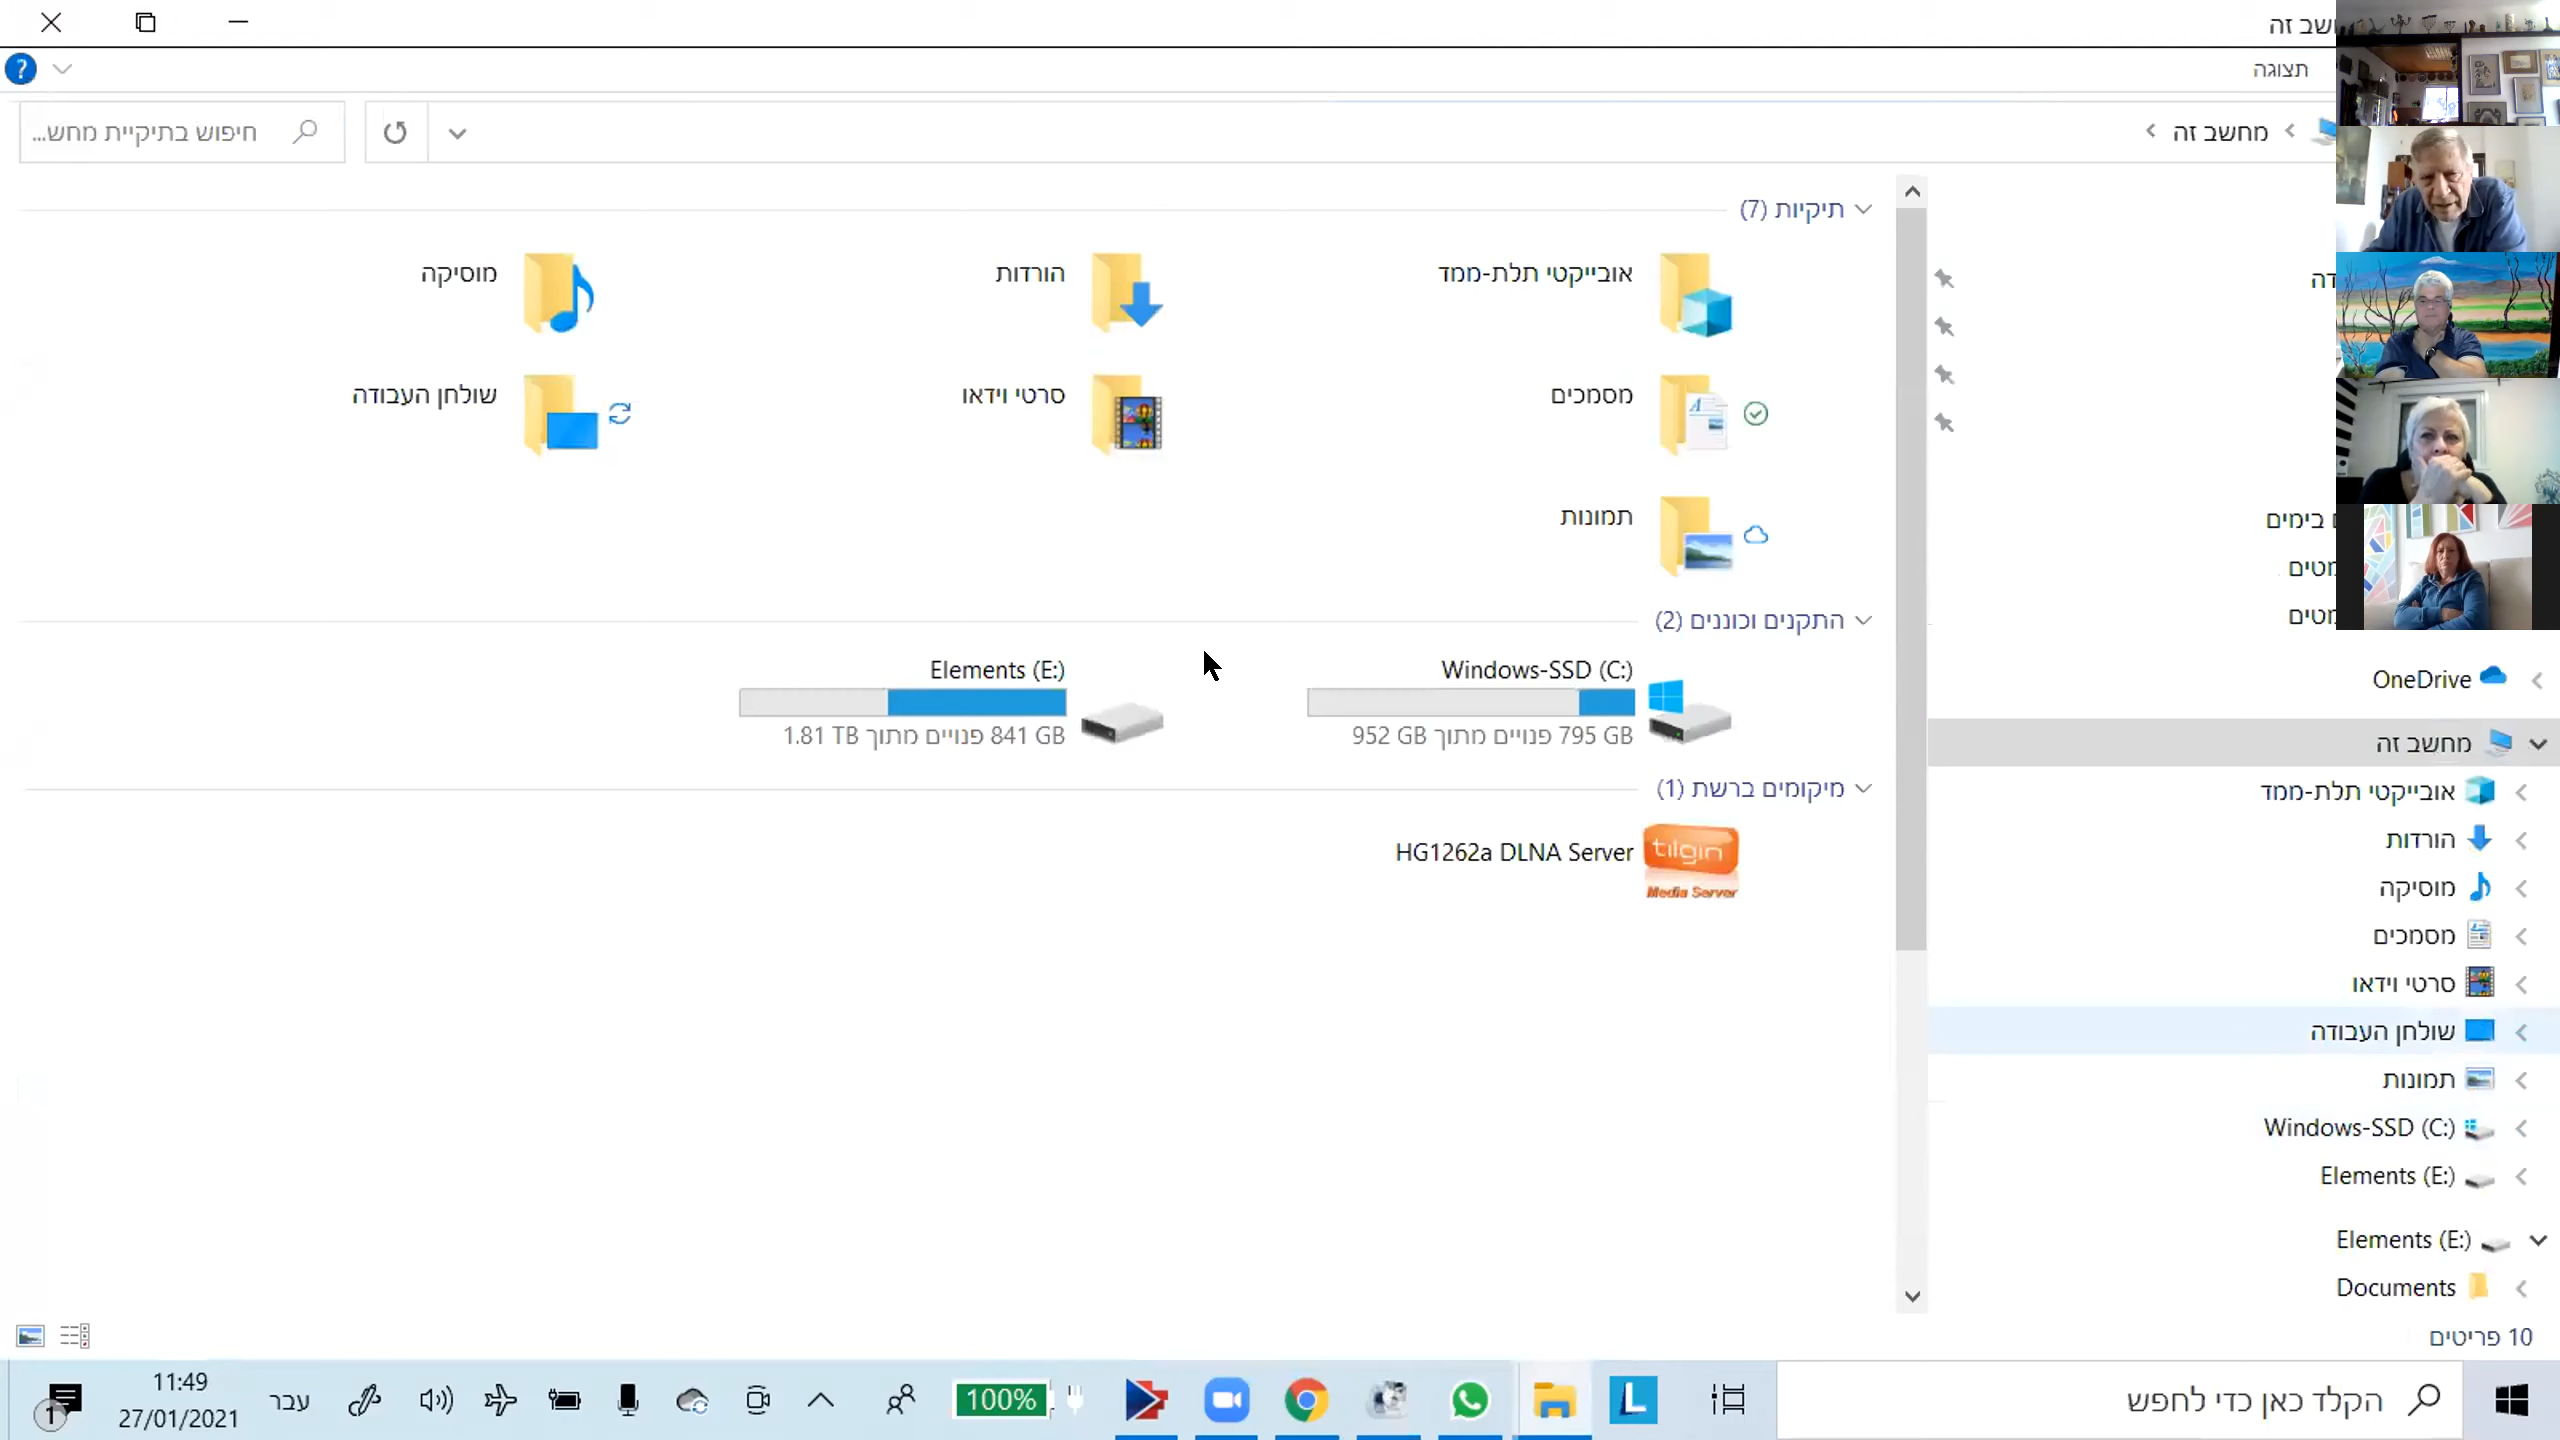 תצוגה
מחשב זה
חיפוש בתיקיית מחש...
תיקיות (7)
אובייקטי תלת-ממד
הורדות
מוסיקה
מסמכים
סרטי וידאו
שולחן העבודה
תמונות
התקנים וכוננים (2)
Windows-SSD (C:)
795 GB פנויים מתוך 952 GB
Elements (E:)
841 GB פנויים מתוך 1.81 TB
מיקומים ברשת (1)
HG1262a DLNA Server
tilgin
Media Server
OneDrive
מחשב זה
אובייקטי תלת-ממד
הורדות
מוסיקה
מסמכים
סרטי וידאו
שולחן העבודה
תמונות
Windows-SSD (C:)
Elements (E:)
Elements (E:)
Documents
10 פריטים
הקלד כאן כדי לחפש
L
100%
עבר
11:49
27/01/2021
1